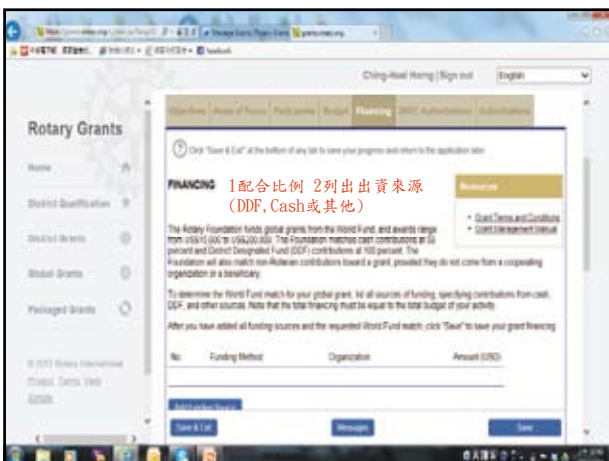 Ching-Huei Horng | Sign out English
Rotary Grants
Objectives Areas of Focus Participants Budget Financing Authorizations
Click "Save & Exit" at the bottom of any tab to save your progress and return to the application later.
Home
District Qualification
District Grants
Global Grants
Packaged Grants
© 2013 Rotary International
Privacy Terms Help
FINANCING
1配合比例 2列出出資來源
(DDF,Cash或其他)
Resources
Grant Terms and Conditions
Grant Management Manual
The Rotary Foundation funds global grants from the World Fund, and awards range
from US$15,000 to US$200,000. The Foundation matches cash contributions at 50
percent and District Designated Fund (DDF) contributions at 100 percent. The
Foundation will also match non-Rotarian contributions toward a grant, provided they do not come from a cooperating
organization or a beneficiary.
To determine the World Fund match for your global grant, list all sources of funding, specifying contributions from cash,
DDF, and other sources. Note that the total financing must be equal to the total budget of your activity.
After you have added all funding sources and the requested World Fund match, click "Save" to save your grant financing.
No. Funding Method Organization Amount (USD)
Save & Exit Messages Save